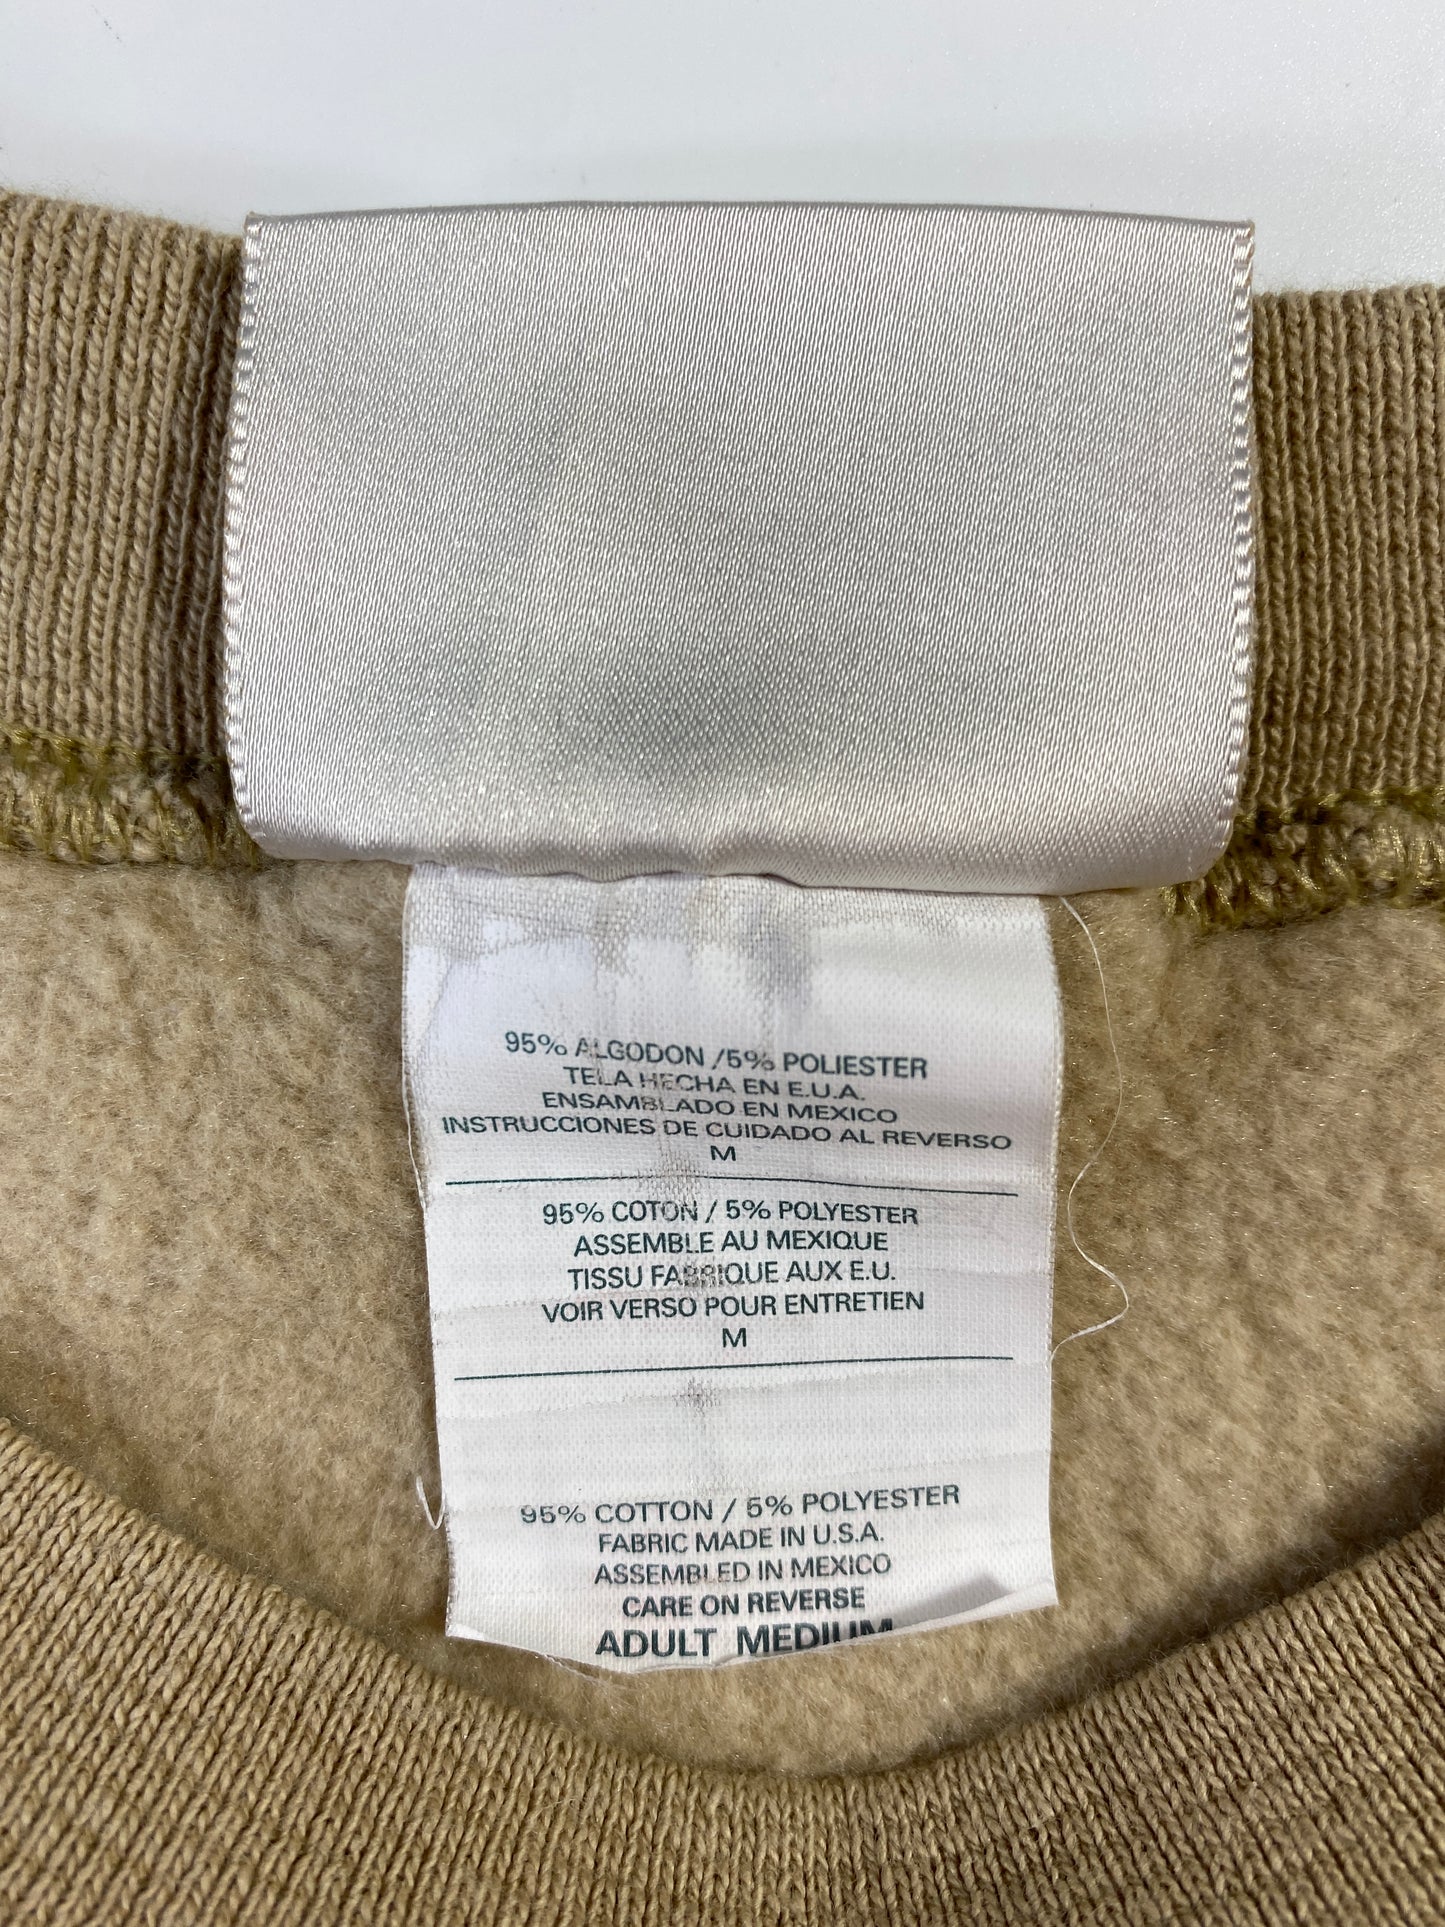 95% ALGODON /5% POLIESTER
TELA HECHA EN E.U.A.
ENSAMBLADO EN MEXICO
INSTRUCCIONES DE CUIDADO AL REVERSO
M
95% COTON / 5% POLYESTER
ASSEMBLE AU MEXIQUE
TISSU FABRIQUE AUX E.U.
VOIR VERSO POUR ENTRETIEN
M
95% COTTON / 5% POLYESTER
FABRIC MADE IN U.S.A.
ASSEMBLED IN MEXICO
CARE ON REVERSE
ADULT MEDIUM